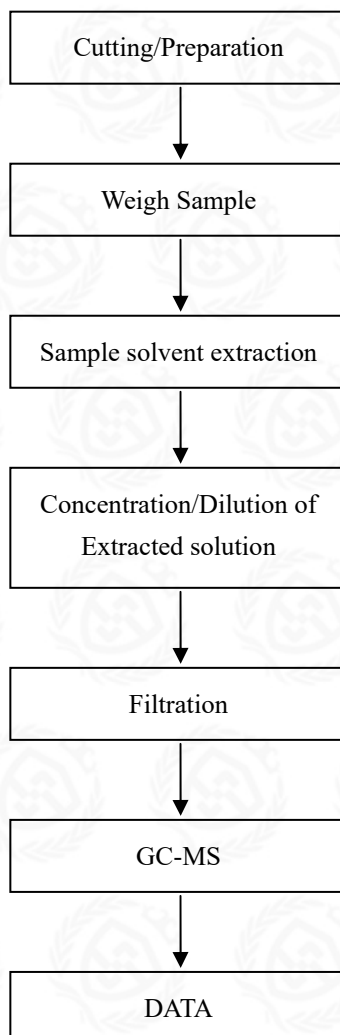 Cutting/Preparation
Weigh Sample
Sample solvent extraction
Concentration/Dilution of
Extracted solution
Filtration
GC-MS
DATA